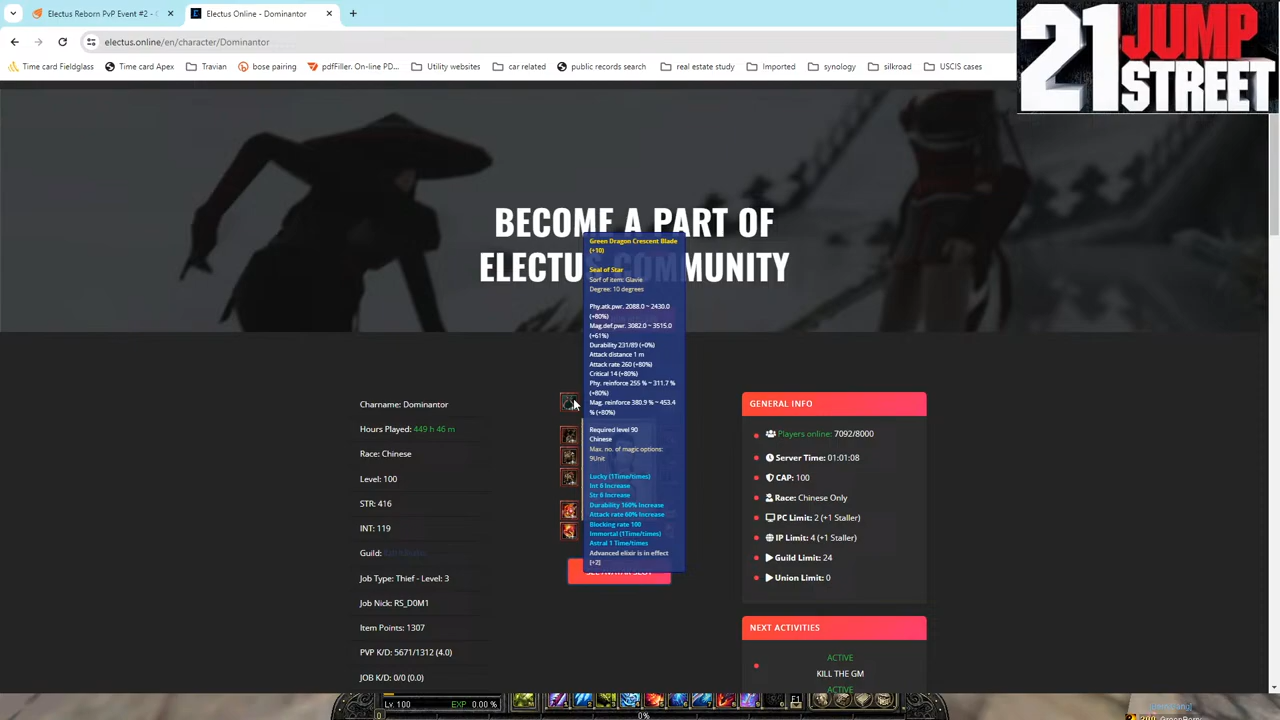 Electus Reborn PvP Event #2 - (
Electus Online - Dominantor
electus.online/en/character/Dominantor
Time card Fieldglass
Time card Apex
Travian
bose pairing
pdfFiller. On-line PD...
Utility websites
car related
public records search
real estate study
Imported
synology
silkroad
USCIS cases
21 JUMP STREET
BECOME A PART OF
ELECTUS COMMUNITY
Green Dragon Crescent Blade
(+10)
Seal of Star
Sort of item: Glavie
Degree: 10 degrees
Phy.atk.pwr. 2088.0 ~ 2430.0
(+80%)
Mag.def.pwr. 3082.0 ~ 3515.0
(+61%)
Durability 231/89 (+0%)
Attack distance 1 m
Attack rate 260 (+80%)
Critical 14 (+80%)
Phy. reinforce 255 % ~ 311.7 %
(+80%)
Mag. reinforce 380.9 % ~ 453.4
% (+80%)
Required level 90
Chinese
Max. no. of magic options:
9Unit
Lucky (1Time/times)
Int 8 Increase
Str 8 Increase
Durability 160% Increase
Attack rate 60% Increase
Blocking rate 100
Immortal (1Time/times)
Astral 1 Time/times
Advanced elixir is in effect
[+2]
Charname: Dominantor
Hours Played: 449 h 46 m
Race: Chinese
Level: 100
STR: 416
INT: 119
Guild:
Job Type: Thief - Level: 3
Job Nick: RS_D0M1
Item Points: 1307
PVP K/D: 5671/1312 (4.0)
JOB K/D: 0/0 (0.0)
GENERAL INFO
Players online: 7092/8000
Server Time: 01:01:08
CAP: 100
Race: Chinese Only
PC Limit: 2 (+1 Staller)
IP Limit: 4 (+1 Staller)
Guild Limit: 24
Union Limit: 0
NEXT ACTIVITIES
ACTIVE
KILL THE GM
ACTIVE
Lv. 100
EXP 0.00 %
F1
0%